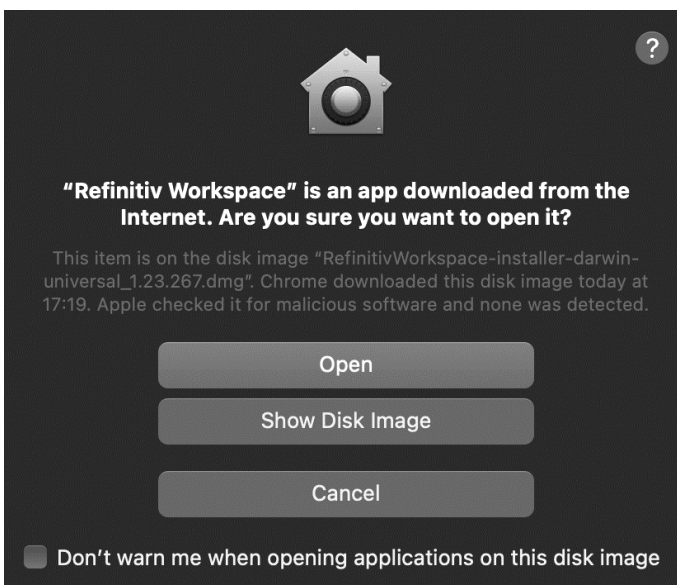 ?
“Refinitiv Workspace” is an app downloaded from the
Internet. Are you sure you want to open it?
This item is on the disk image “RefinitivWorkspace-installer-darwin-
universal_1.23.267.dmg”. Chrome downloaded this disk image today at
17:19. Apple checked it for malicious software and none was detected.
Open
Show Disk Image
Cancel
Don’t warn me when opening applications on this disk image